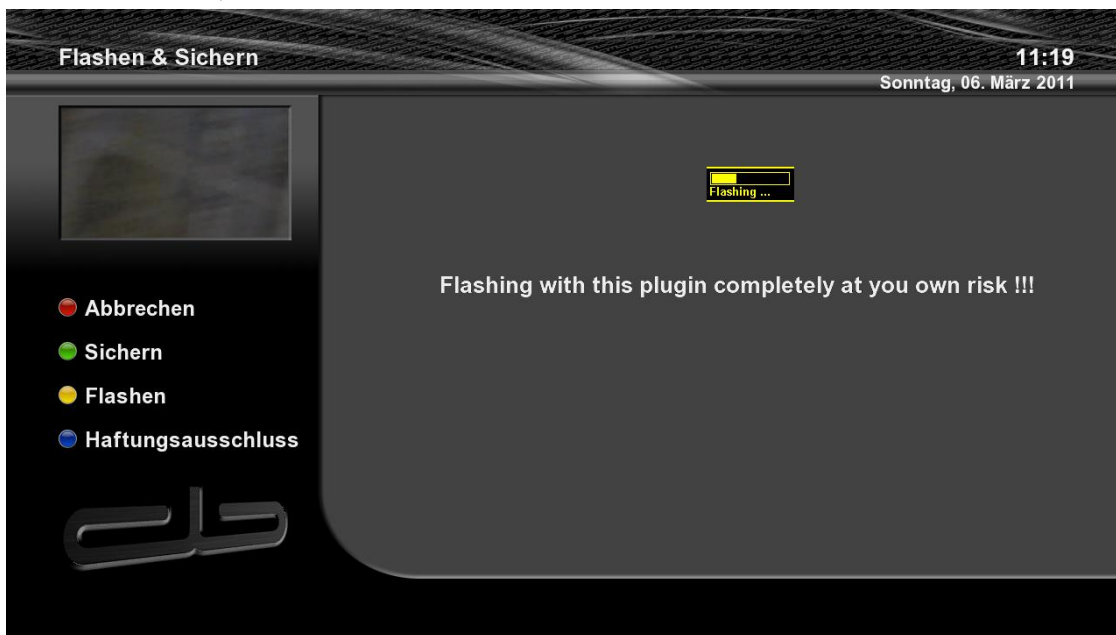 Flashen & Sichern
11:19
Sonntag, 06. März 2011
Flashing ...
Flashing with this plugin completely at you own risk !!!
Abbrechen
Sichern
Flashen
Haftungsausschluss